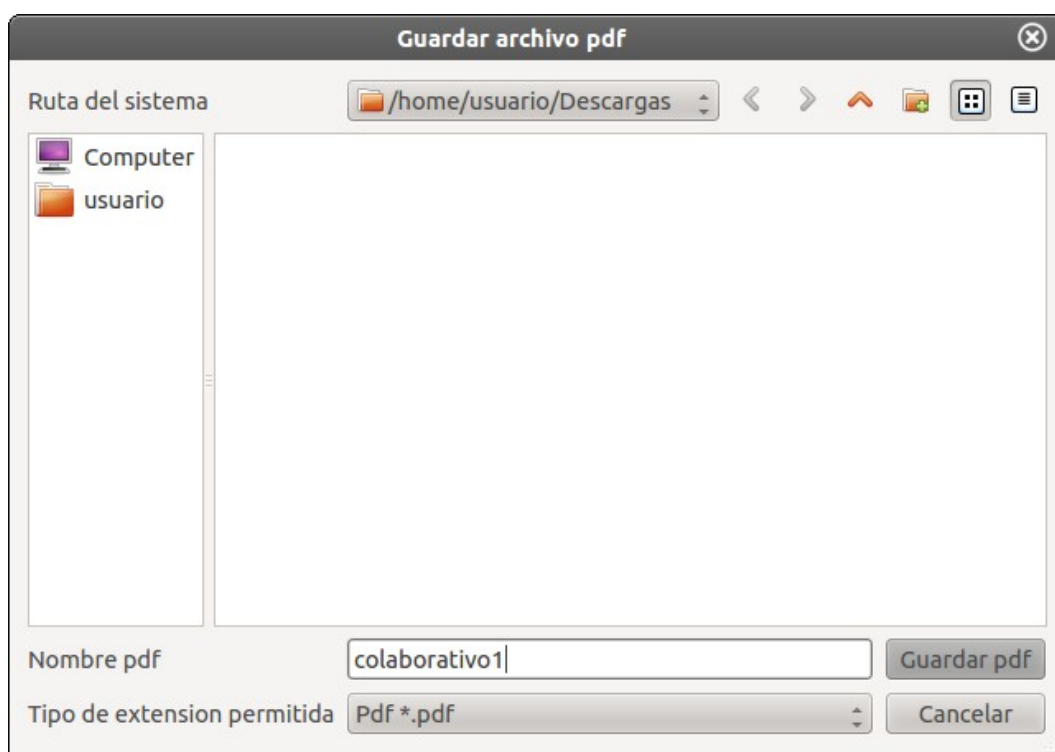 Guardar archivo pdf
Ruta del sistema /home/usuario/Descargas
Computer
usuario
Nombre pdf colaborativo1 Guardar pdf
Tipo de extension permitida Pdf *.pdf Cancelar